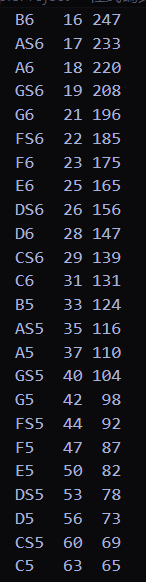 B6 16 247
AS6 17 233
A6 18 220
GS6 19 208
G6 21 196
FS6 22 185
F6 23 175
E6 25 165
DS6 26 156
D6 28 147
CS6 29 139
C6 31 131
B5 33 124
AS5 35 116
A5 37 110
GS5 40 104
G5 42 98
FS5 44 92
F5 47 87
E5 50 82
DS5 53 78
D5 56 73
CS5 60 69
C5 63 65